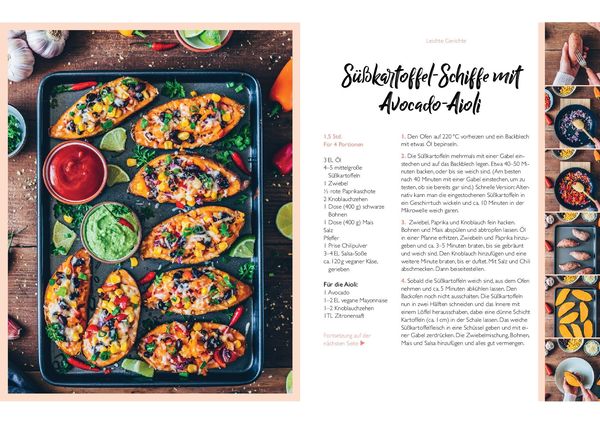 Leichte Gerichte
Süßkartoffel-Schiffe mit
Avocado-Aioli
1,5 Std.
Für 4 Portionen
3 EL Öl
4–5 mittelgroße
Süßkartoffeln
1 Zwiebel
½ rote Paprikaschote
2 Knoblauchzehen
1 Dose (400 g) schwarze
Bohnen
1 Dose (400 g) Mais
Salz
Pfeffer
1 Prise Chilipulver
3–4 EL Salsa-Soße
ca. 120 g veganer Käse,
gerieben
Für die Aioli:
1 Avocado
1–2 EL vegane Mayonnaise
1–2 Knoblauchzehen
1 TL Zitronensaft
Fortsetzung auf der
nächsten Seite ▶
1. Den Ofen auf 220 °C vorheizen und ein Backblech
mit etwas Öl bepinseln.
2. Die Süßkartoffeln mehrmals mit einer Gabel ein-
stechen und auf das Backblech legen. Etwa 40–50 Mi-
nuten backen, oder bis sie weich sind. (Am besten
nach 40 Minuten mit einer Gabel einstechen, um zu
testen, ob sie bereits gar sind.) Schnelle Version: Alter-
nativ kann man die eingestochenen Süßkartoffeln in
ein Geschirrtuch wickeln und ca. 10 Minuten in der
Mikrowelle weich garen.
3. Zwiebel, Paprika und Knoblauch fein hacken.
Bohnen und Mais abspülen und abtropfen lassen. Öl
in einer Pfanne erhitzen, Zwiebeln und Paprika hinzu-
geben und ca. 3–5 Minuten braten, bis sie gebräunt
und weich sind. Den Knoblauch hinzufügen und eine
weitere Minute braten, bis er duftet. Mit Salz und Chili
abschmecken. Dann beiseitestellen.
4. Sobald die Süßkartoffeln weich sind, aus dem Ofen
nehmen und ca. 5 Minuten abkühlen lassen. Den
Backofen noch nicht ausschalten. Die Süßkartoffeln
nun in zwei Hälften schneiden und das Innere mit
einem Löffel herausschaben, dabei eine dünne Schicht
Kartoffeln (ca. 1 cm) in der Schale lassen. Das weiche
Süßkartoffelfleisch in eine Schüssel geben und mit ei-
ner Gabel zerdrücken. Die Zwiebelmischung, Bohnen,
Mais und Salsa hinzufügen und alles gut vermengen.